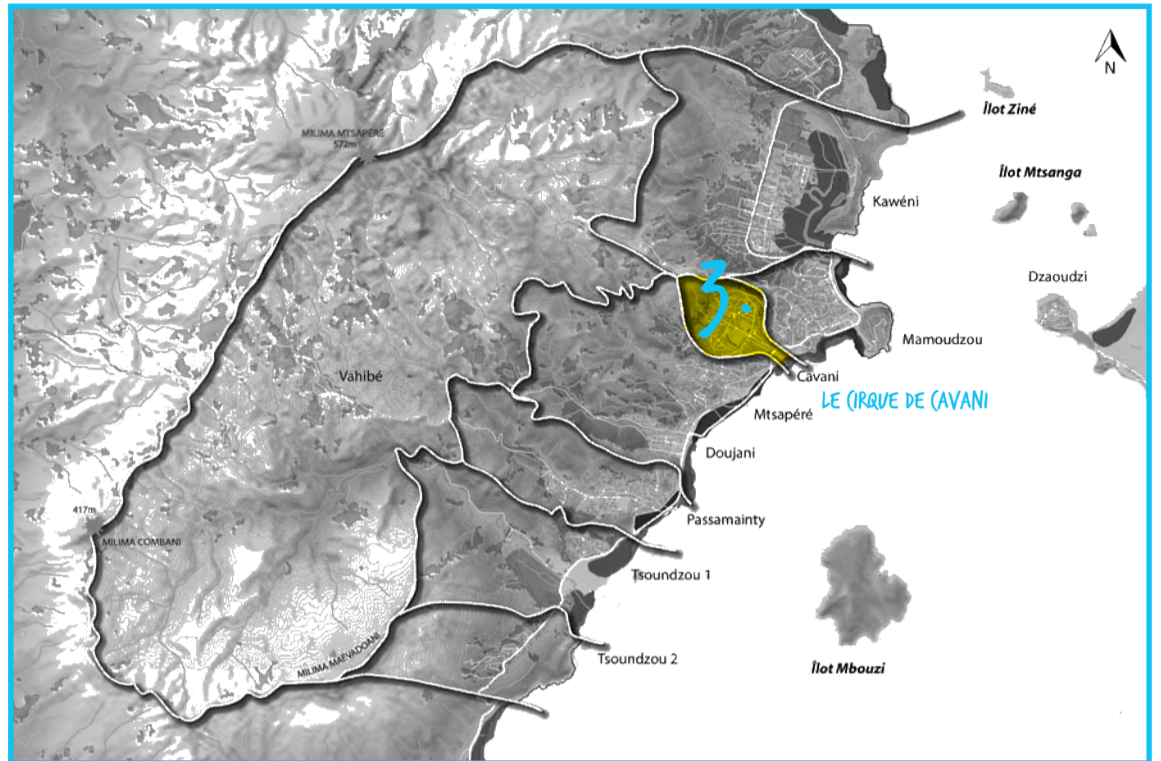 N
Îlot Ziné
MILIMA MTSAPÉRÉ
572m
Îlot Mtsanga
Kawéni
Dzaoudzi
3.
Mamoudzou
Vahibé
Cavani
LE CIRQUE DE CAVANI
Mtsapéré
Doujani
417m
Passamainty
MILIMA COMBANI
Tsoundzou 1
MILIMA MAEVADOANI
Tsoundzou 2
Îlot Mbouzi